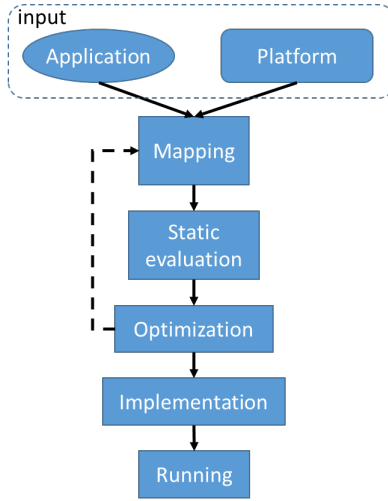 input
Application
Platform
Mapping
Static
evaluation
Optimization
Implementation
Running